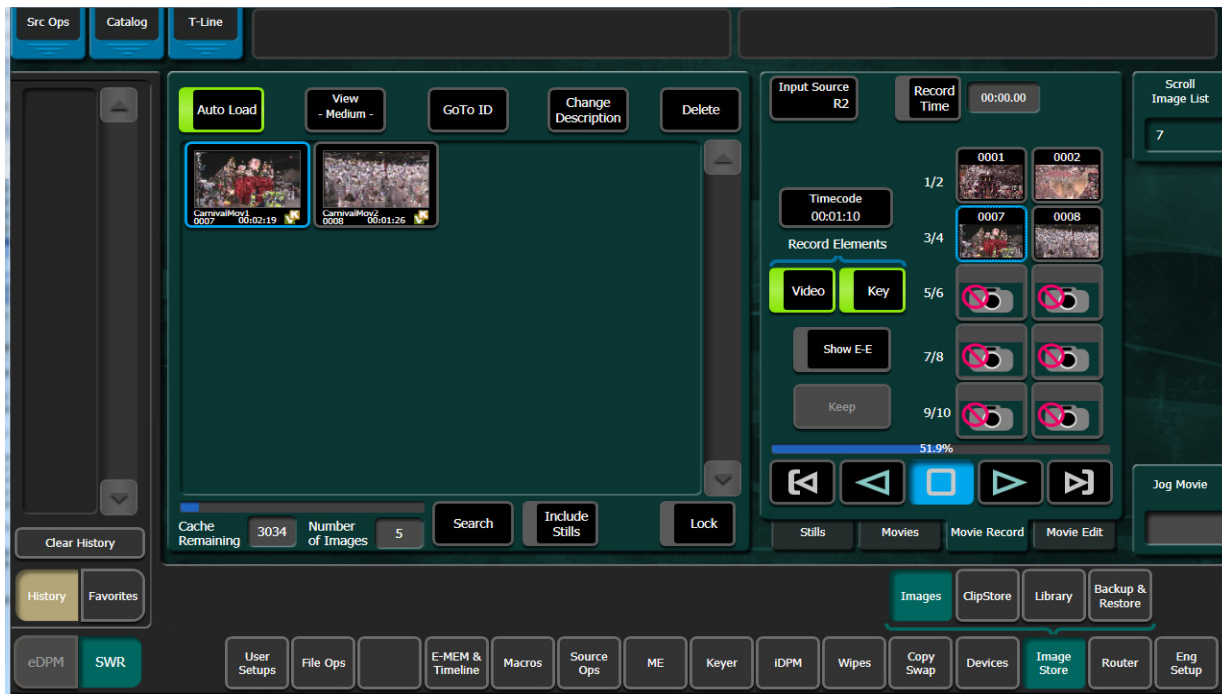 Src Ops
Catalog
T-Line
Auto Load
View
- Medium -
GoTo ID
Change
Description
Delete
Input Source
R2
Record
Time
00:00.00
Scroll
Image List
7
CarnivalMov1
0007 00:02:19
CarnivalMov2
0008 00:01:26
Timecode
00:01:10
Record Elements
Video
Key
Show E-E
Keep
1/2
0001
0002
3/4
0007
0008
5/6
7/8
9/10
51.9%
Cache
Remaining
3034
Number
of Images
5
Search
Include
Stills
Lock
Stills
Movies
Movie Record
Movie Edit
Jog Movie
Clear History
History
Favorites
Images
ClipStore
Library
Backup &
Restore
eDPM
SWR
User
Setups
File Ops
E-MEM &
Timeline
Macros
Source
Ops
ME
Keyer
iDPM
Wipes
Copy
Swap
Devices
Image
Store
Router
Eng
Setup